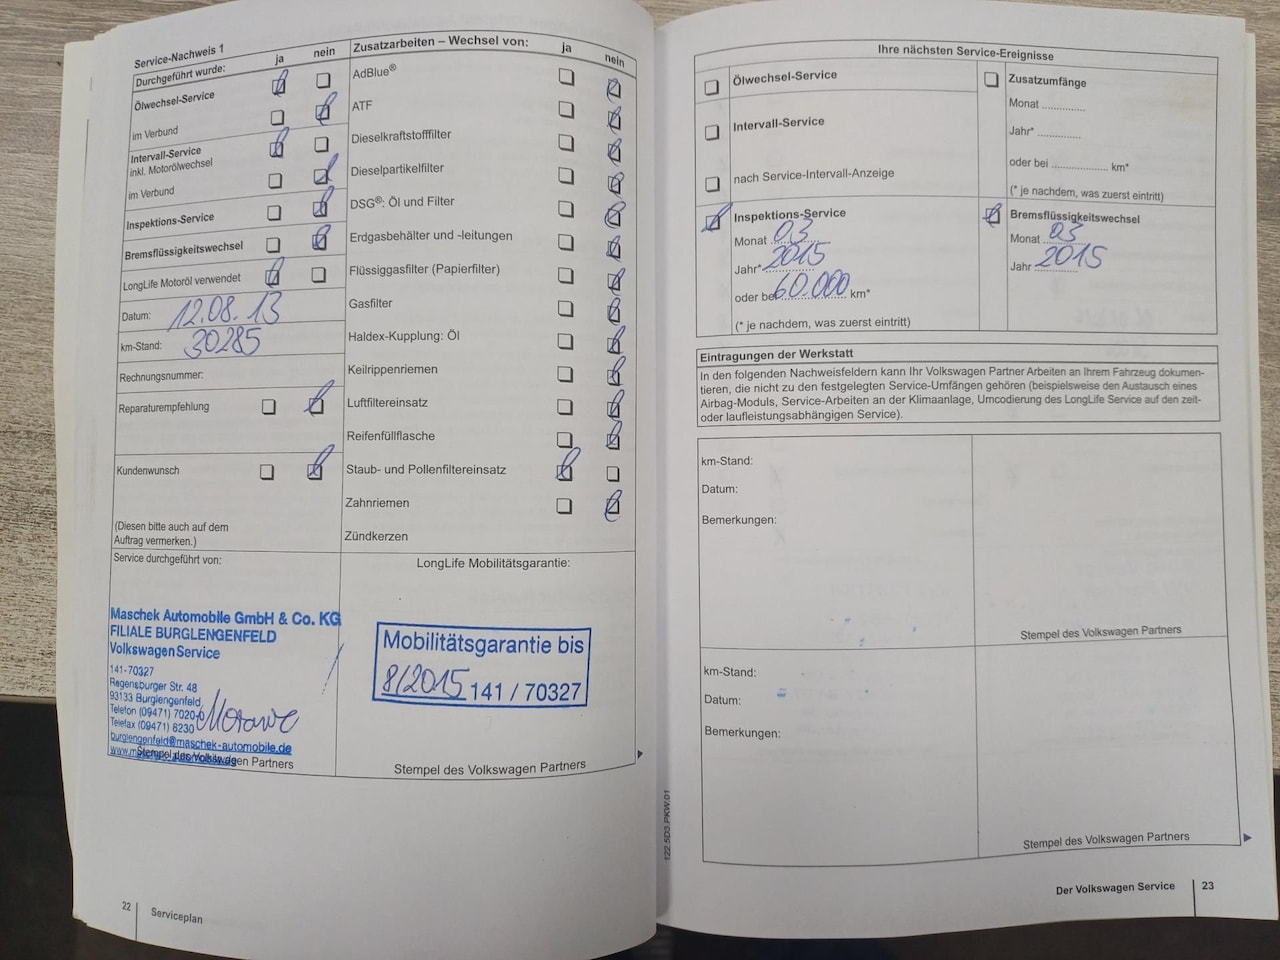 Service-Nachweis 1
Durchgeführt wurde: ja nein
Ölwechsel-Service
im Verbund
Intervall-Service
inkl. Motorölwechsel
im Verbund
Inspektions-Service
Bremsflüssigkeitswechsel
LongLife Motoröl verwendet
Datum: 12.08.13
km-Stand: 30285
Rechnungsnummer:
Reparaturempfehlung
Kundenwunsch
(Diesen bitte auch auf dem
Auftrag vermerken.)
Zusatzarbeiten – Wechsel von: ja nein
AdBlue®
ATF
Dieselkraftstofffilter
Dieselpartikelfilter
DSG®: Öl und Filter
Erdgasbehälter und -leitungen
Flüssiggasfilter (Papierfilter)
Gasfilter
Haldex-Kupplung: Öl
Keilrippenriemen
Luftfiltereinsatz
Reifenfüllflasche
Staub- und Pollenfiltereinsatz
Zahnriemen
Zündkerzen
Service durchgeführt von:
Maschek Automobile GmbH & Co. KG
FILIALE BURGLENGENFELD
Volkswagen Service
141-70327
Regensburger Str. 48
93133 Burglengenfeld
Telefon (09471) 7020-0
Telefax (09471) 6230
burglengenfeld@maschek-automobile.de
Stempel des Volkswagen Partners
LongLife Mobilitätsgarantie:
Mobilitätsgarantie bis
8/2015 141 / 70327
Stempel des Volkswagen Partners
22 Serviceplan
Ihre nächsten Service-Ereignisse
Ölwechsel-Service
Intervall-Service
nach Service-Intervall-Anzeige
Zusatzumfänge
Monat ..............
Jahr* ..............
oder bei .................. km*
(* je nachdem, was zuerst eintritt)
Inspektions-Service
Monat 03
Jahr* 2015
oder bei 60.000 km*
(* je nachdem, was zuerst eintritt)
Bremsflüssigkeitswechsel
Monat 03
Jahr 2015
Eintragungen der Werkstatt
In den folgenden Nachweisfeldern kann Ihr Volkswagen Partner Arbeiten an Ihrem Fahrzeug dokumen-
tieren, die nicht zu den festgelegten Service-Umfängen gehören (beispielsweise den Austausch eines
Airbag-Moduls, Service-Arbeiten an der Klimaanlage, Umcodierung des LongLife Service auf den zeit-
oder laufleistungsabhängigen Service).
km-Stand:
Datum:
Bemerkungen:
Stempel des Volkswagen Partners
km-Stand:
Datum:
Bemerkungen:
Stempel des Volkswagen Partners
122.5D3.PKW.01
Der Volkswagen Service 23